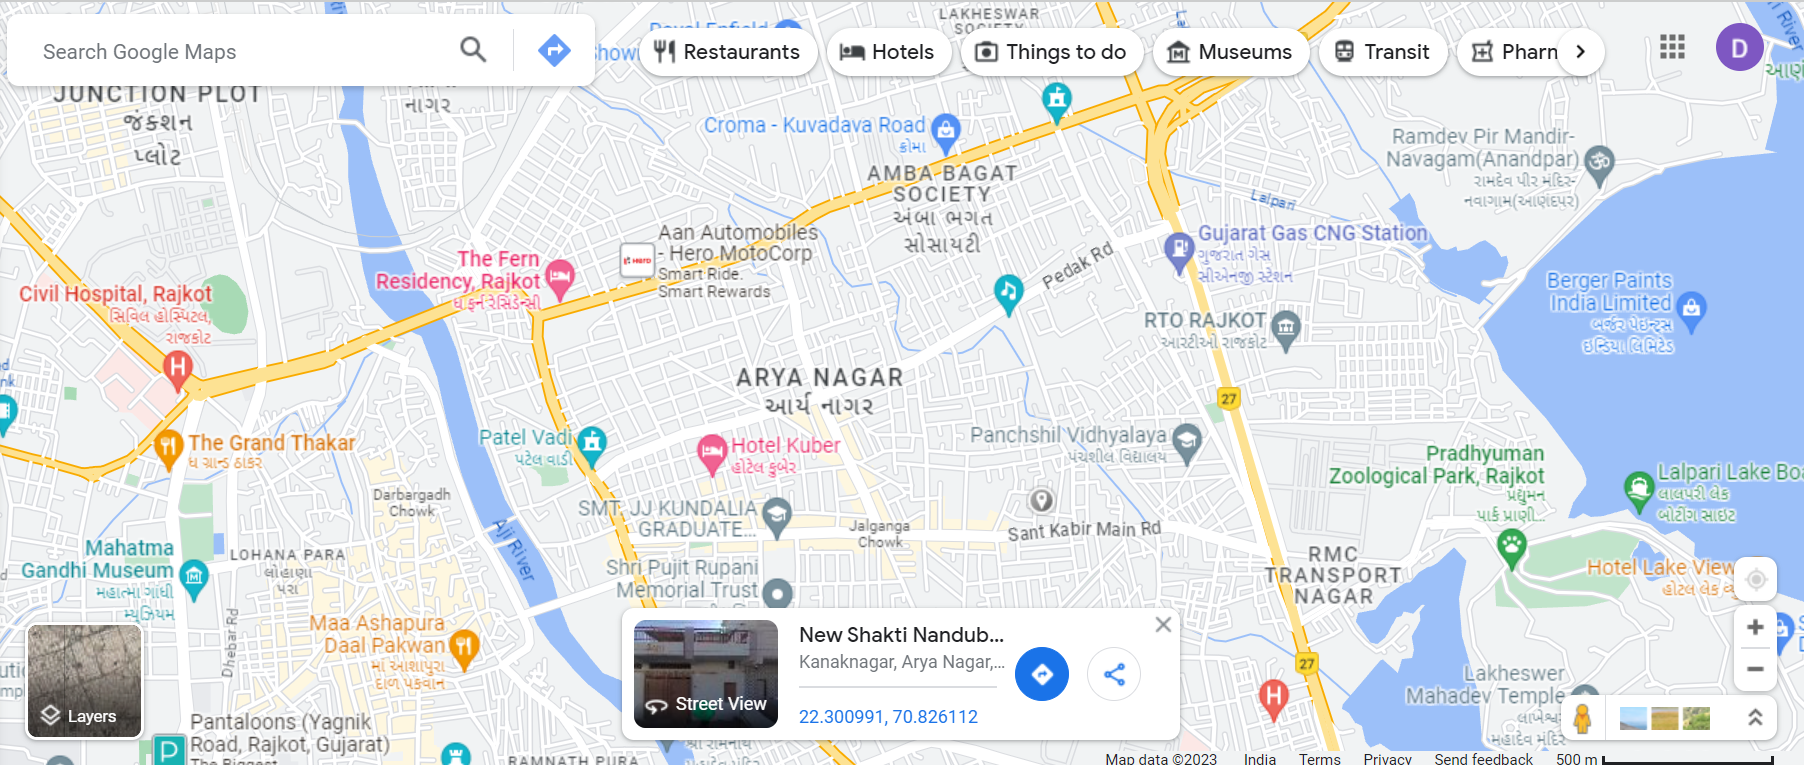 Search Google Maps
Restaurants
Hotels
Things to do
Museums
Transit
Pharm
D
LAKHESWAR
SOCIETY
JUNCTION PLOT
જંકશન
પ્લોટ
નાગર
Croma - Kuvadava Road
ક્રોમા
AMBA BAGAT
SOCIETY
અંબા ભગત
સોસાયટી
Ramdev Pir Mandir-
Navagam(Anandpar)
રામદેવ પીર મંદિર-
નવાગામ(આણંદપર)
Lalpari
Aan Automobiles
- Hero MotoCorp
Smart Ride.
Smart Rewards
Hero
The Fern
Residency, Rajkot
ધ ફર્ન રેસિડેન્સી
Pedak Rd
Gujarat Gas CNG Station
ગુજરાત ગેસ
સીએનજી સ્ટેશન
Civil Hospital, Rajkot
સિવિલ હોસ્પિટલ,
રાજકોટ
Berger Paints
India Limited
બર્જર પેઇન્ટ્સ
ઇન્ડિયા લિમિટેડ
RTO RAJKOT
આરટીઓ રાજકોટ
ARYA NAGAR
આર્ય નાગર
27
The Grand Thakar
ધ ગ્રાન્ડ ઠાકર
Patel Vadi
પટેલ વાડી
Hotel Kuber
હોટેલ કુબેર
Panchshil Vidhyalaya
પંચશીલ વિદ્યાલય
Pradhyuman
Zoological Park, Rajkot
પ્રદ્યુમન
પાર્ક પ્રાણી...
Lalpari Lake Boa
લાલપરી લેક
બોટીંગ સાઇટ
Darbargadh
Chowk
SMT. JJ KUNDALIA
GRADUATE...
Jalganga
Chowk
Sant Kabir Main Rd
Aji River
Mahatma
Gandhi Museum
મહાત્મા ગાંધી
મ્યુઝિયમ
LOHANA PARA
લોહાણા
પરા
Shri Pujit Rupani
Memorial Trust
RMC
TRANSPORT
NAGAR
Hotel Lake View
હોટલ લેક વ્યુ
Dhebar Rd
Maa Ashapura
Daal Pakwan
મા આશાપુરા
દાળ પકવાન
New Shakti Nandub...
Kanaknagar, Arya Nagar,...
22.300991, 70.826112
Street View
27
Lakheswer
Mahadev Temple
લાખેશ્વર
મહાદેવ મંદિર
Layers
Pantaloons (Yagnik
Road, Rajkot, Gujarat)
The Biggest
P
RAMNATH PURA
Map data ©2023
India
Terms
Privacy
Send feedback
500 m